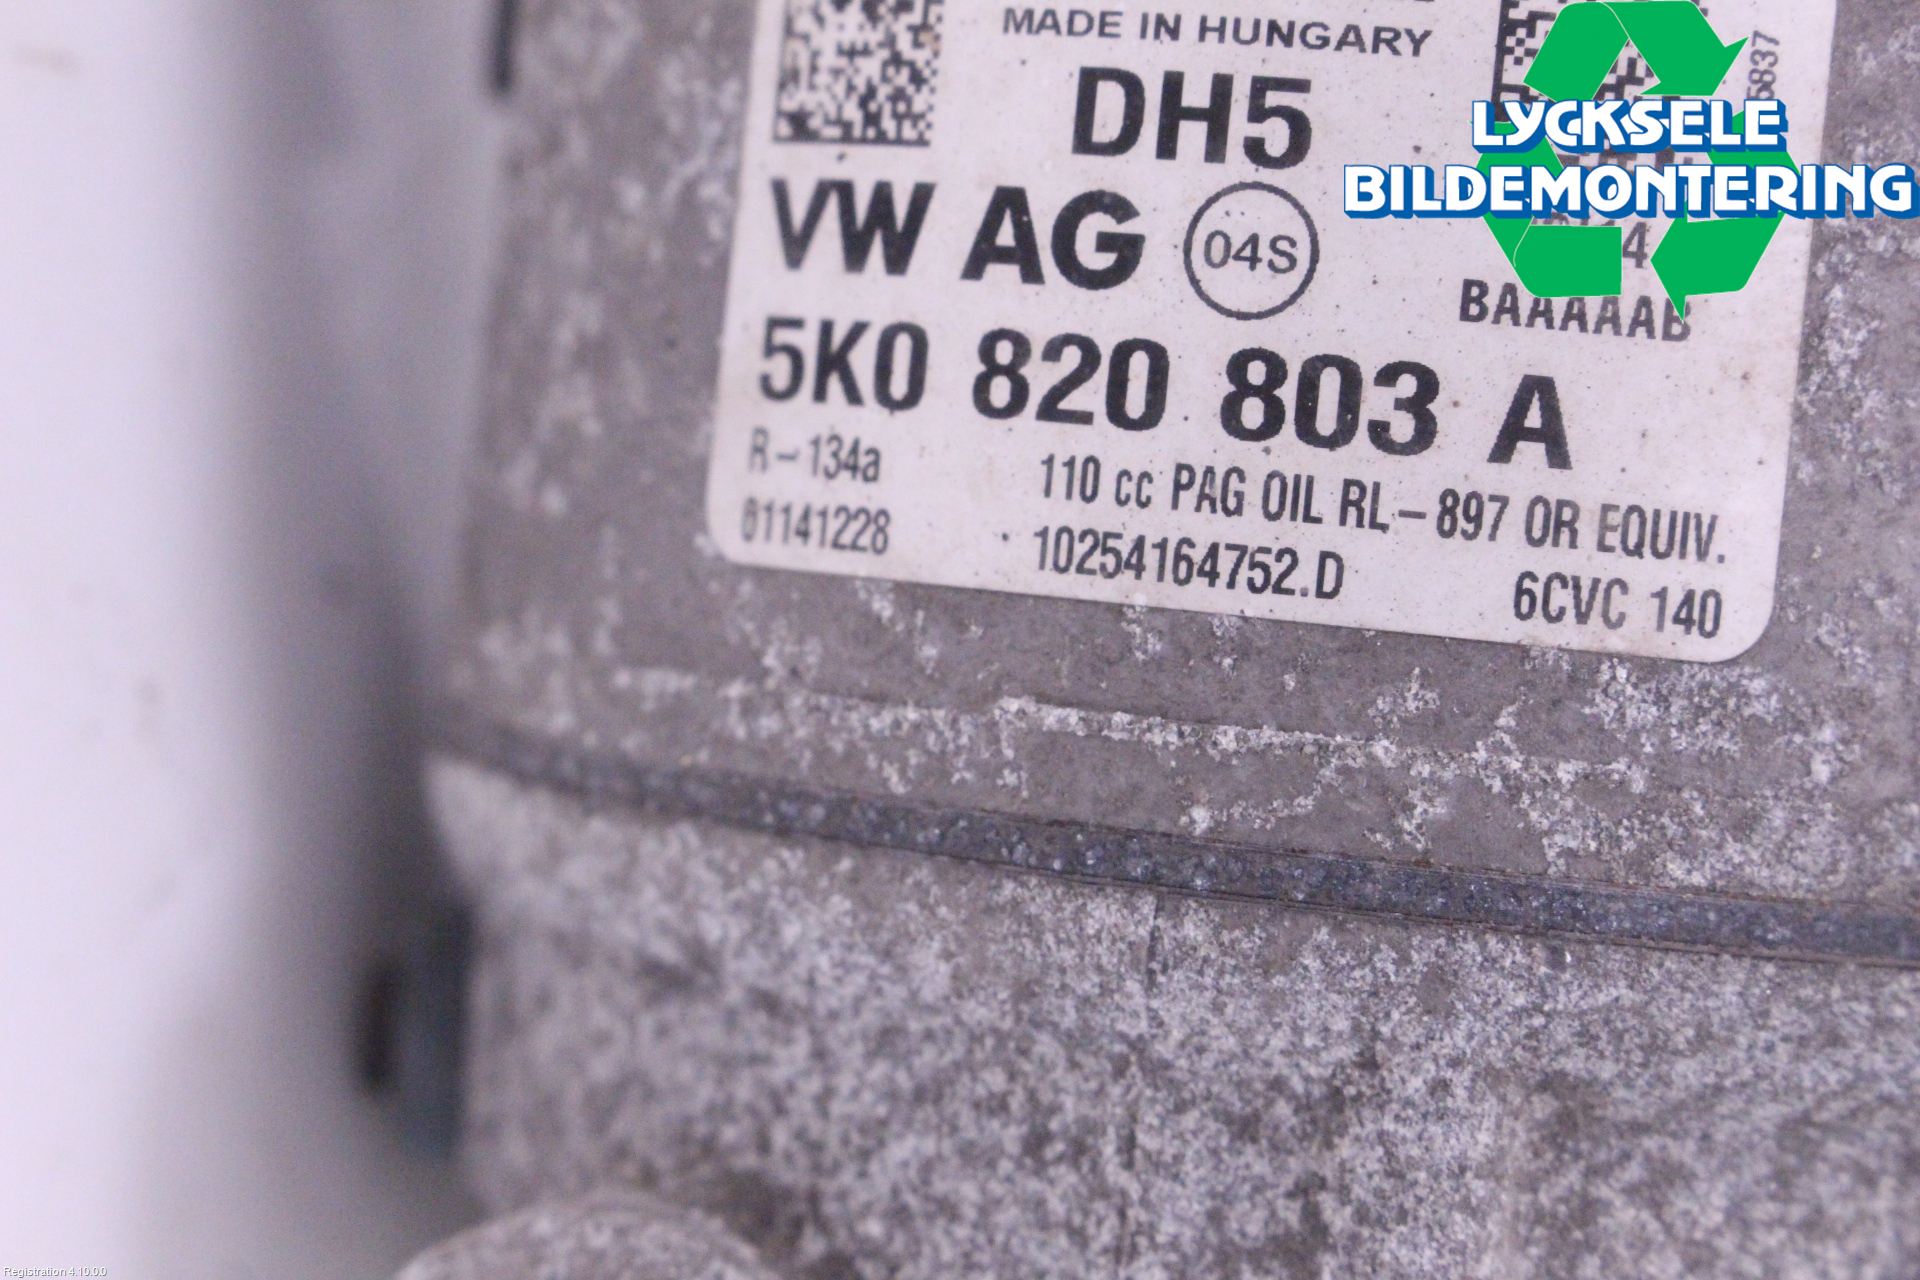 MADE IN HUNGARY
DH5
5837
LYCKSELE
BILDEMONTERING
VW AG 04S
BAAAAAB
5K0 820 803 A
R-134a
110 cc PAG OIL RL-897 OR EQUIV.
01141228
10254164752.D
6CVC 140
Registration 4.10.0.0